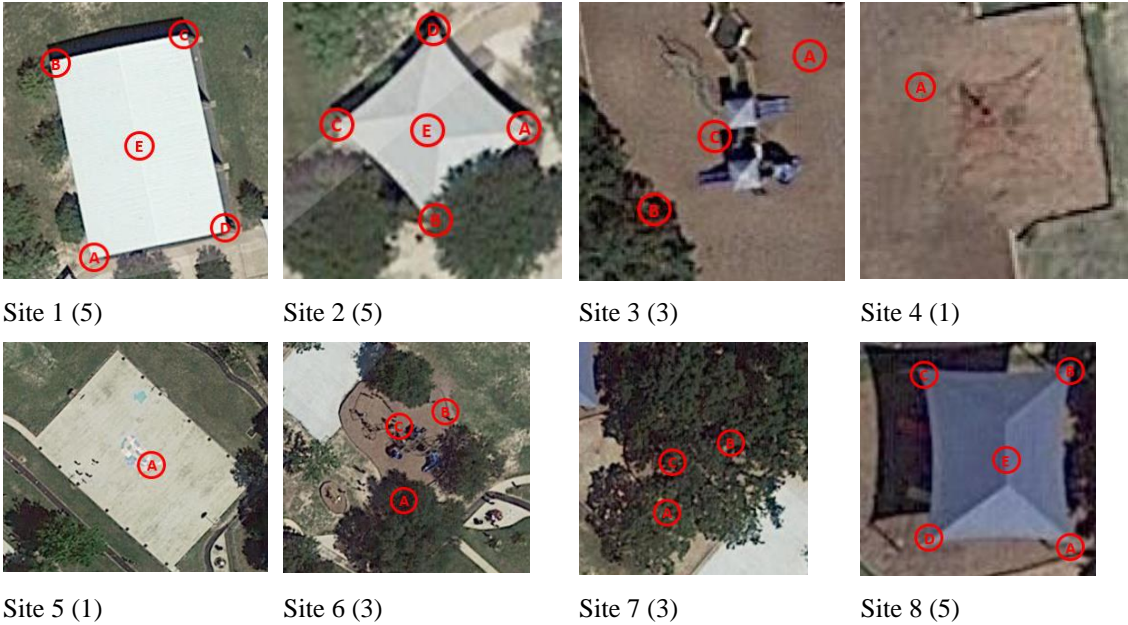 B C E A D
D C E A B
A C B
A
Site 1 (5) Site 2 (5) Site 3 (3) Site 4 (1)
A
B C A
B C A
C B E D A
Site 5 (1) Site 6 (3) Site 7 (3) Site 8 (5)